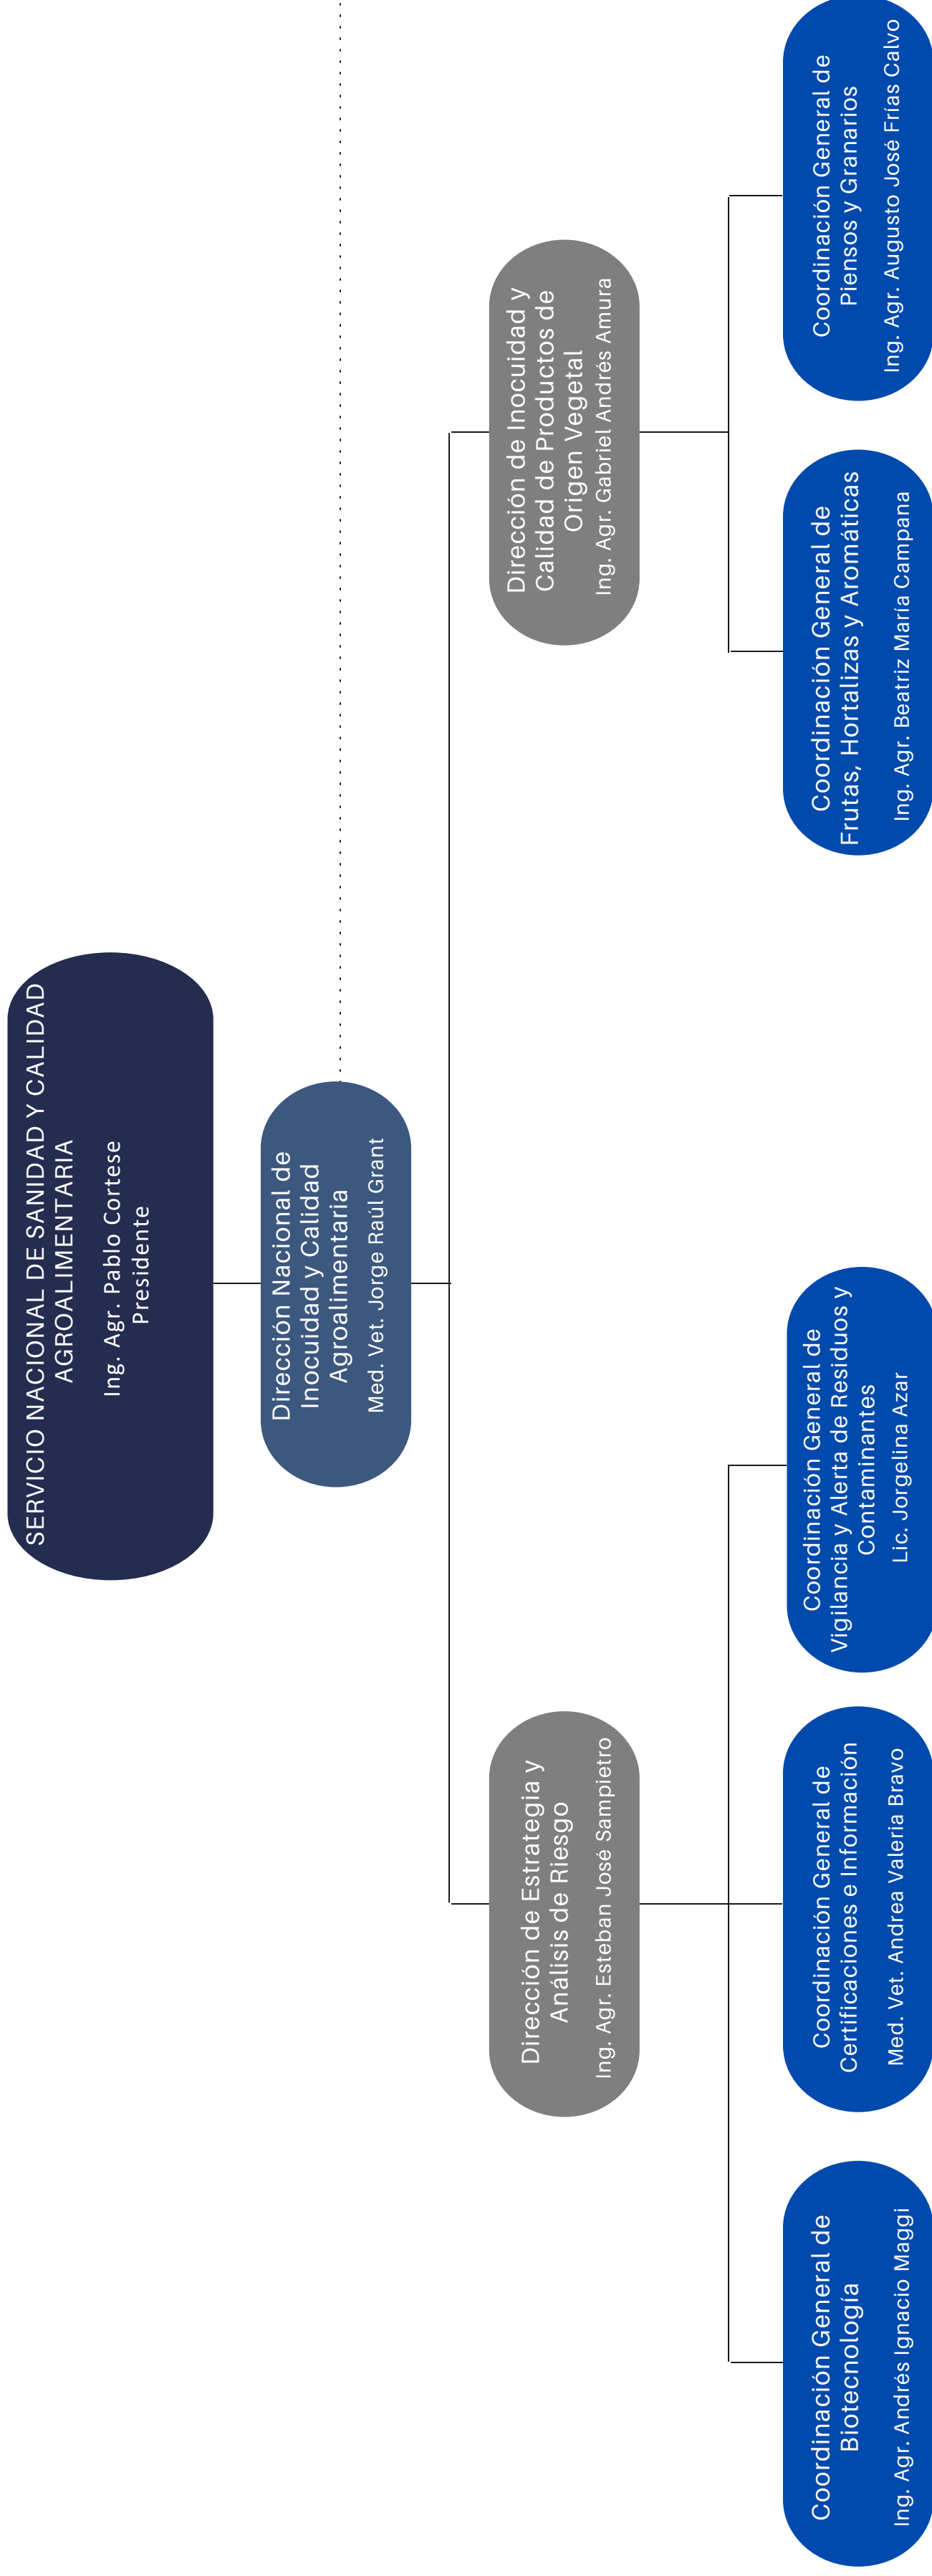 SERVICIO NACIONAL DE SANIDAD Y CALIDAD
AGROALIMENTARIA
Ing. Agr. Pablo Cortese
Presidente
Dirección Nacional de
Inocuidad y Calidad
Agroalimentaria
Med. Vet. Jorge Raúl Grant
Dirección de Estrategia y
Análisis de Riesgo
Ing. Agr. Esteban José Sampietro
Dirección de Inocuidad y
Calidad de Productos de
Origen Vegetal
Ing. Agr. Gabriel Andrés Amura
Coordinación General de
Biotecnología
Ing. Agr. Andrés Ignacio Maggi
Coordinación General de
Certificaciones e Información
Med. Vet. Andrea Valeria Bravo
Coordinación General de
Vigilancia y Alerta de Residuos y
Contaminantes
Lic. Jorgelina Azar
Coordinación General de
Frutas, Hortalizas y Aromáticas
Ing. Agr. Beatriz María Campana
Coordinación General de
Piensos y Granarios
Ing. Agr. Augusto José Frías Calvo